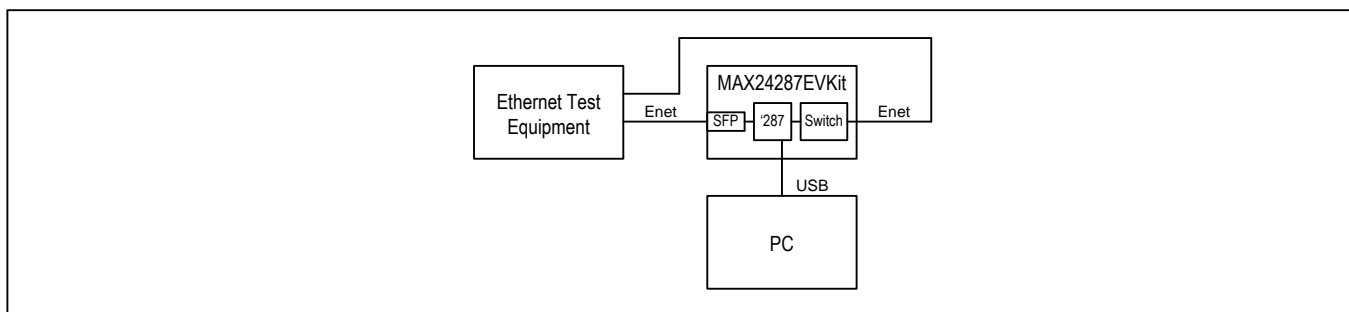 MAX24287EVKit
Ethernet Test
Equipment
Enet
SFP
‘287
Switch
Enet
USB
PC